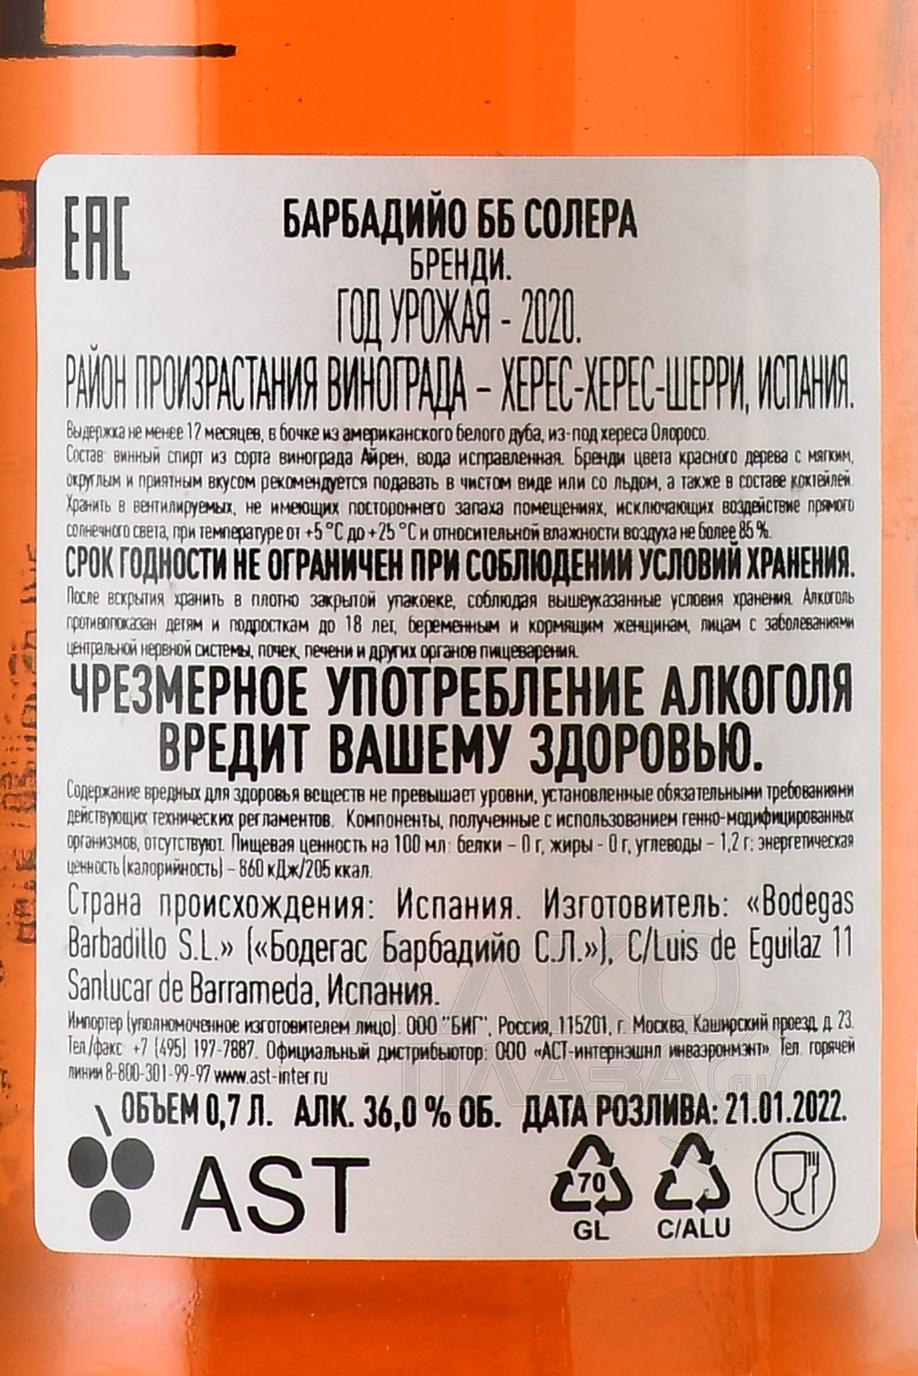 EAC
БАРБАДИЙО ББ СОЛЕРА
БРЕНДИ.
ГОД УРОЖАЯ - 2020.
РАЙОН ПРОИЗРАСТАНИЯ ВИНОГРАДА – ХЕРЕС-ХЕРЕС-ШЕРРИ, ИСПАНИЯ.
Выдержка не менее 12 месяцев, в бочке из американского белого дуба, из-под хереса Олоросо.
Состав: винный спирт из сорта винограда Айрен, вода исправленная. Бренди цвета красного дерева с мягким,
округлым и приятным вкусом рекомендуется подавать в чистом виде или со льдом, а также в составе коктейлей.
Хранить в вентилируемых, не имеющих постороннего запаха помещениях, исключающих воздействие прямого
солнечного света, при температуре от +5 °С до +25 °С и относительной влажности воздуха не более 85 %.
СРОК ГОДНОСТИ НЕ ОГРАНИЧЕН ПРИ СОБЛЮДЕНИИ УСЛОВИЙ ХРАНЕНИЯ.
После вскрытия хранить в плотно закрытой упаковке, соблюдая вышеуказанные условия хранения. Алкоголь
противопоказан детям и подросткам до 18 лет, беременным и кормящим женщинам, лицам с заболеваниями
центральной нервной системы, почек, печени и других органов пищеварения.
ЧРЕЗМЕРНОЕ УПОТРЕБЛЕНИЕ АЛКОГОЛЯ
ВРЕДИТ ВАШЕМУ ЗДОРОВЬЮ.
Содержание вредных для здоровья веществ не превышает уровни, установленные обязательными требованиями
действующих технических регламентов. Компоненты, полученные с использованием генно-модифицированных
организмов, отсутствуют. Пищевая ценность на 100 мл: белки – 0 г, жиры - 0 г, углеводы – 1,2 г; энергетическая
ценность (калорийность) – 860 кДж/205 ккал.
Страна происхождения: Испания. Изготовитель: «Bodegas
Barbadillo S.L.» («Бодегас Барбадийо С.Л.»), C/Luis de Eguilaz 11
Sanlucar de Barrameda, Испания.
Импортер (уполномоченное изготовителем лицо): ООО "БИГ", Россия, 115201, г. Москва, Каширский проезд, д. 23.
Тел./факс: +7 (495) 197-7887. Официальный дистрибьютор: ООО «АСТ-интернэшнл инваэронмэнт». Тел. горячей
линии 8-800-301-99-97 www.ast-inter.ru
ОБЪЕМ 0,7 Л. АЛК. 36,0 % ОБ. ДАТА РОЗЛИВА: 21.01.2022.
AST
70
GL
C/ALU
АЛКО
ПЛАЗА.ru